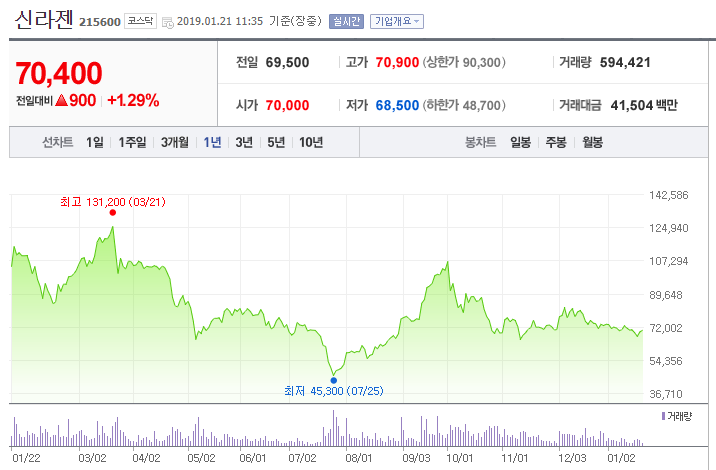 신라젠 215600 코스닥 2019.01.21 11:35 기준(장중) 실시간 기업개요
70,400
전일대비 ▲900 +1.29%
전일 69,500 고가 70,900 (상한가 90,300) 거래량 594,421
시가 70,000 저가 68,500 (하한가 48,700) 거래대금 41,504 백만
선차트 1일 1주일 3개월 1년 3년 5년 10년 봉차트 일봉 주봉 월봉
최고 131,200 (03/21)
142,586
124,940
107,294
89,648
72,002
54,356
36,710
최저 45,300 (07/25)
거래량
01/22 03/02 04/02 05/02 06/01 07/02 08/01 09/03 10/01 11/01 12/03 01/02